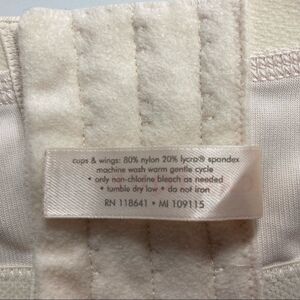 cups & wings: 80% nylon 20% lycra® spandex
machine wash warm gentle cycle
• only non-chlorine bleach as needed
• tumble dry low • do not iron
RN 118641 • MI 109115